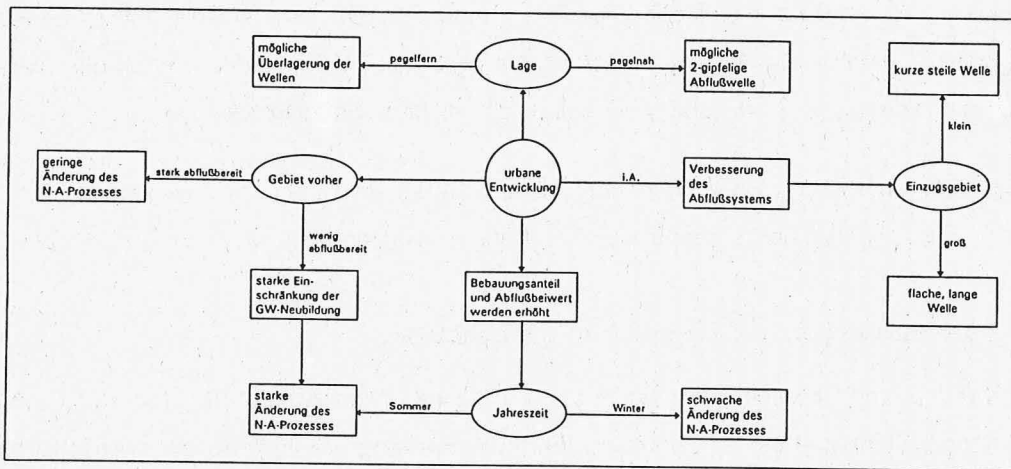 mögliche
Überlagerung der
Wellen
pegelfern
Lage
pegelnah
mögliche
2-gipfelige
Abflußwelle
kurze steile Welle
klein
geringe
Änderung des
N-A-Prozesses
stark abflußbereit
Gebiet vorher
urbane
Entwicklung
i.A.
Verbesserung
des
Abflußsystems
Einzugsgebiet
wenig
abflußbereit
groß
starke Ein-
schränkung der
GW-Neubildung
Bebauungsanteil
und Abflußbeiwert
werden erhöht
flache, lange
Welle
starke
Änderung des
N-A-Prozesses
Sommer
Jahreszeit
Winter
schwache
Änderung des
N-A-Prozesses